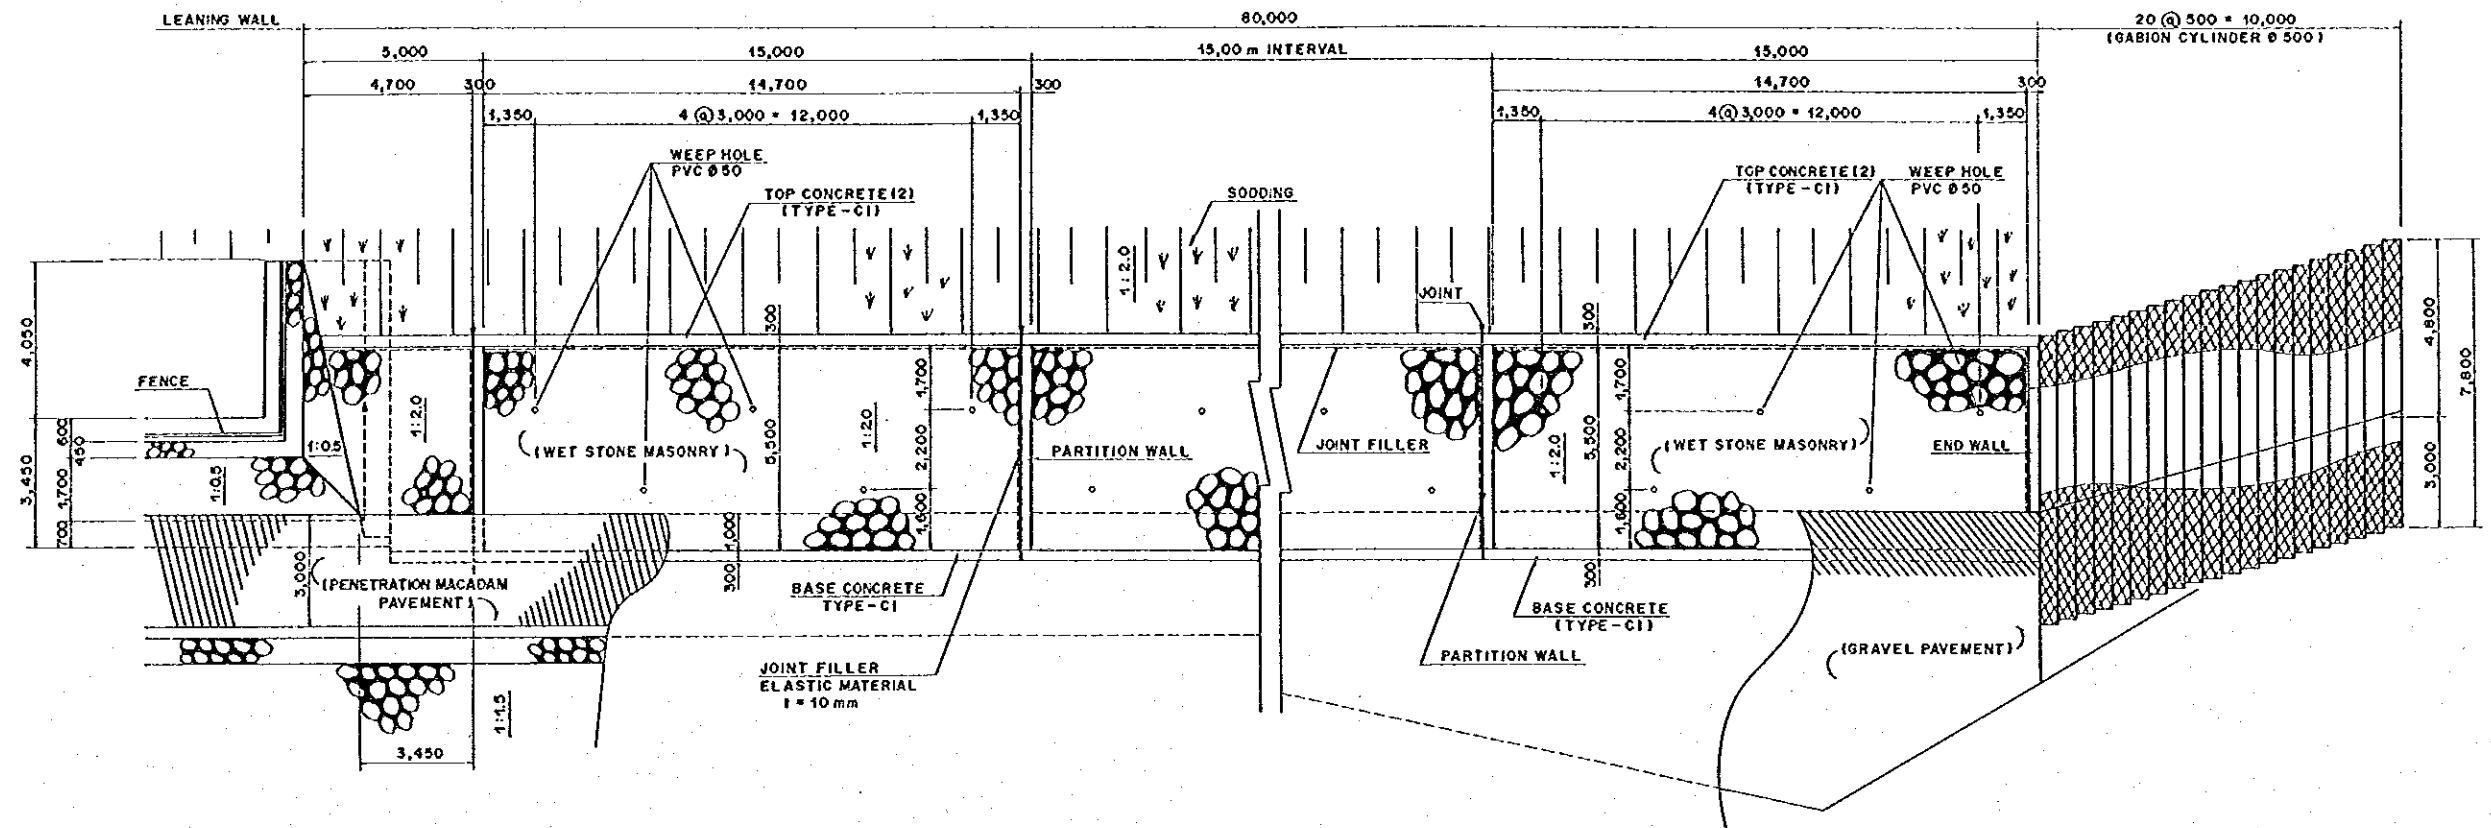 LEANING WALL
80,000
20 @ 500 = 10,000
(GABION CYLINDER Ø 500)
5,000
15,000
15,00 m INTERVAL
15,000
4,700
300
14,700
300
14,700
300
1,350
4 @ 3,000 = 12,000
1,350
1,350
4@ 3,000 = 12,000
1,350
WEEP HOLE
PVC Ø 50
TOP CONCRETE (2)
(TYPE-C1)
SODDING
TOP CONCRETE (2)
(TYPE-C1)
WEEP HOLE
PVC Ø 50
1:2.0
JOINT
300
300
4,050
4,800
7,800
3,000
FENCE
600
450
1,700
700
3,450
1:0.5
1:0.5
1:2.0
(WET STONE MASONRY)
5,500
1:2.0
1,700
2,200
1,600
PARTITION WALL
JOINT FILLER
1:2.0
5,500
1,700
2,200
1,600
(WET STONE MASONRY)
END WALL
3,000
(PENETRATION MACADAM
PAVEMENT)
1,000
300
BASE CONCRETE
TYPE-C1
300
BASE CONCRETE
(TYPE-C1)
JOINT FILLER
ELASTIC MATERIAL
t = 10 mm
PARTITION WALL
(GRAVEL PAVEMENT)
1:1.5
3,450